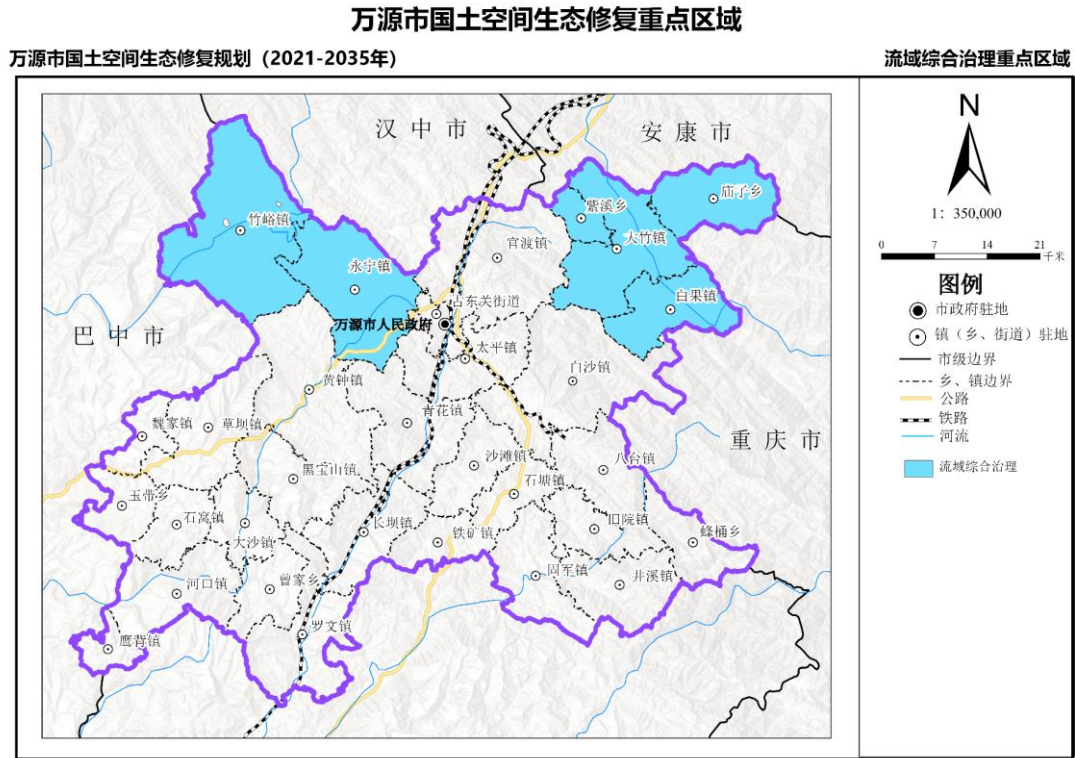 万源市国土空间生态修复重点区域
万源市国土空间生态修复规划（2021-2035年）
流域综合治理重点区域
汉中市
安康市
庙子乡
紫溪乡
竹峪镇
大竹镇
官渡镇
永宁镇
白果镇
古东关街道
万源市人民政府
巴中市
太平镇
白沙镇
黄钟镇
青花镇
魏家镇
草坝镇
重庆市
沙滩镇
八台镇
黑宝山镇
石塘镇
玉带乡
石窝镇
大沙镇
长坝镇
旧院镇
铁矿镇
蜂桶乡
河口镇
曾家乡
固军镇
井溪镇
罗文镇
鹰背镇
N
1: 350,000
0 7 14 21
千米
图例
市政府驻地
镇（乡、街道）驻地
市级边界
乡、镇边界
公路
铁路
河流
流域综合治理